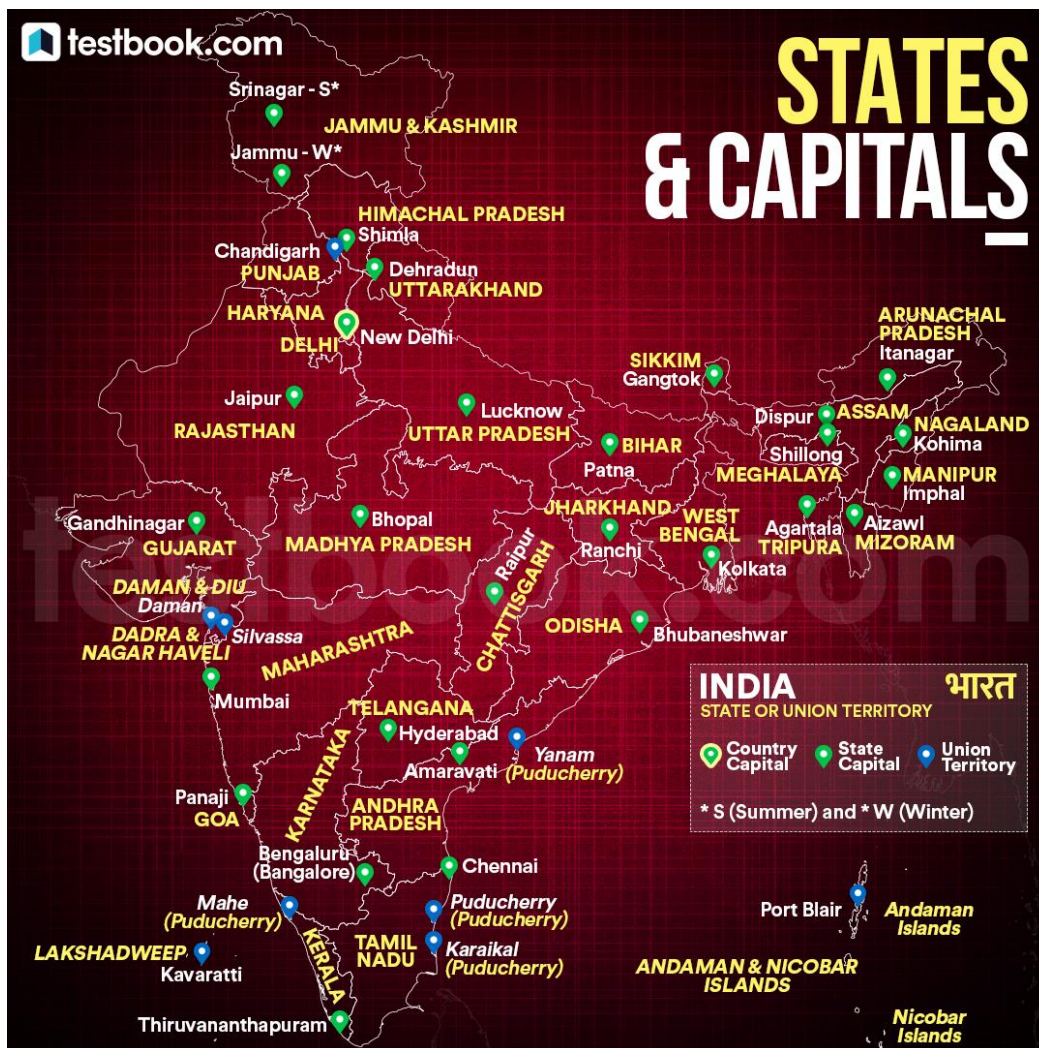 testbook.com
STATES
& CAPITALS
Srinagar - S*
JAMMU & KASHMIR
Jammu - W*
HIMACHAL PRADESH
Shimla
Chandigarh
PUNJAB
Dehradun
UTTARAKHAND
HARYANA
DELHI
New Delhi
ARUNACHAL
PRADESH
Itanagar
SIKKIM
Gangtok
Jaipur
RAJASTHAN
Lucknow
UTTAR PRADESH
BIHAR
Patna
Dispur
ASSAM
NAGALAND
Kohima
Shillong
MEGHALAYA
MANIPUR
Imphal
Gandhinagar
GUJARAT
Bhopal
MADHYA PRADESH
JHARKHAND
Ranchi
WEST
BENGAL
Kolkata
Agartala
TRIPURA
Aizawl
MIZORAM
testbook.com
Raipur
CHATTISGARH
DAMAN & DIU
Daman
DADRA &
NAGAR HAVELI
Silvassa
MAHARASHTRA
ODISHA
Bhubaneshwar
Mumbai
TELANGANA
Hyderabad
Amaravati
Yanam
(Puducherry)
KARNATAKA
Panaji
GOA
ANDHRA
PRADESH
Bengaluru
(Bangalore)
Chennai
INDIA
भारत
STATE OR UNION TERRITORY
Country
Capital
State
Capital
Union
Territory
* S (Summer) and * W (Winter)
Mahe
(Puducherry)
Puducherry
(Puducherry)
LAKSHADWEEP
Kavaratti
KERALA
TAMIL
NADU
Karaikal
(Puducherry)
Thiruvananthapuram
Port Blair
Andaman
Islands
ANDAMAN & NICOBAR
ISLANDS
Nicobar
Islands